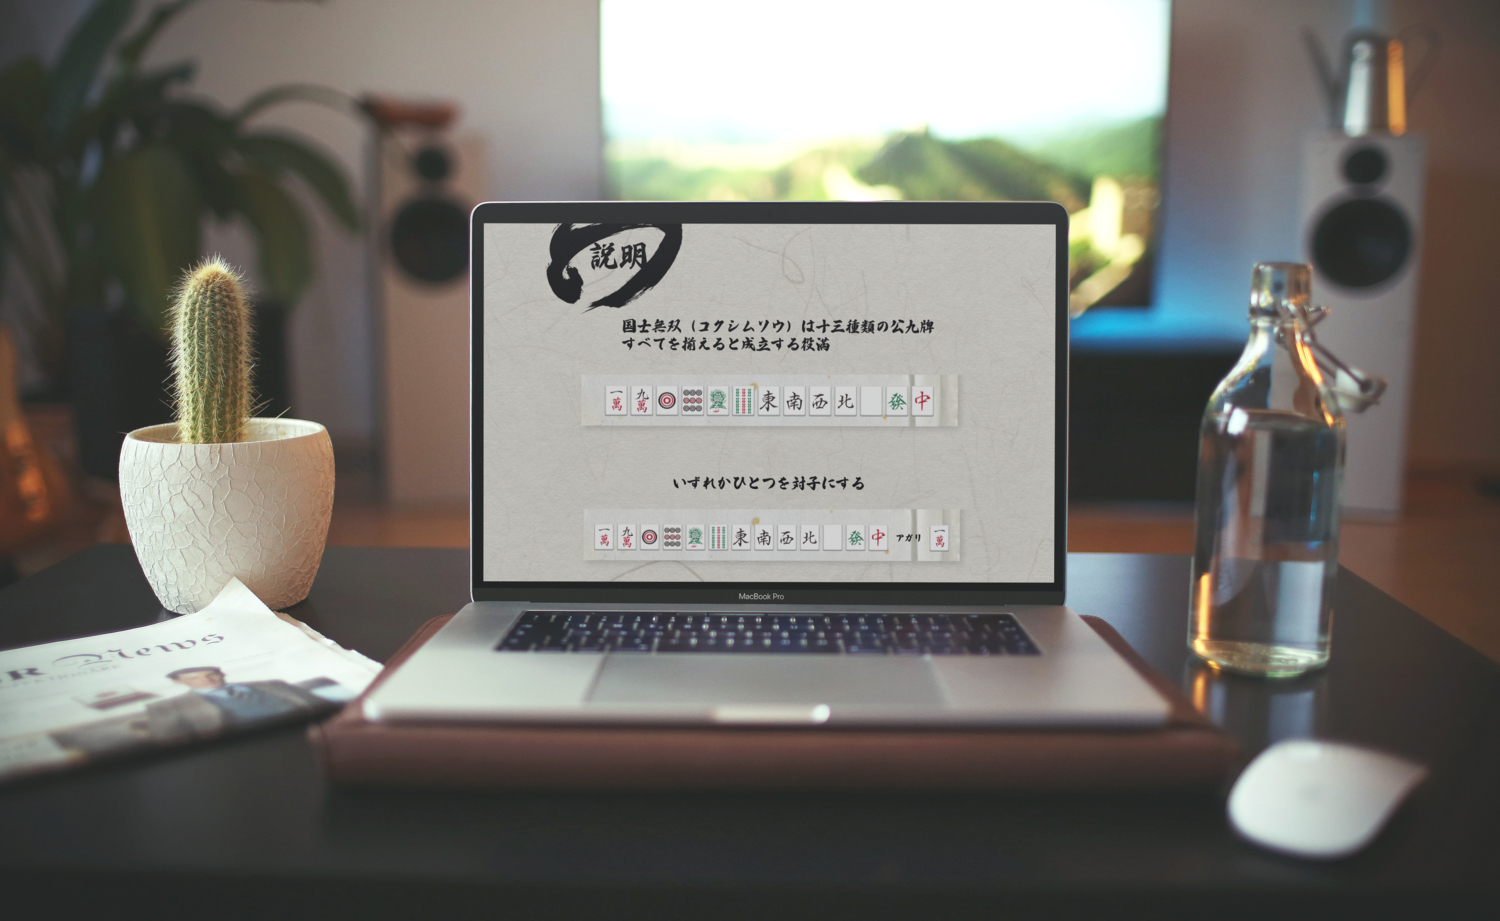 説明
国士無双（コクシムソウ）は十三種類の公九牌
すべてを揃えると成立する役満
一萬 九萬 東 南 西 北 發 中
いずれかひとつを対子にする
一萬 九萬 東 南 西 北 發 中 アガリ 一萬
MacBook Pro
R News